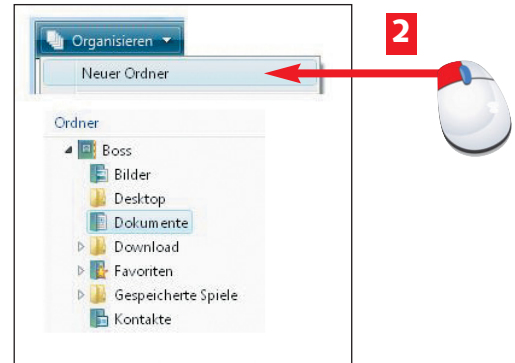 Organisieren
2
Neuer Ordner
Ordner
Boss
Bilder
Desktop
Dokumente
Download
Favoriten
Gespeicherte Spiele
Kontakte